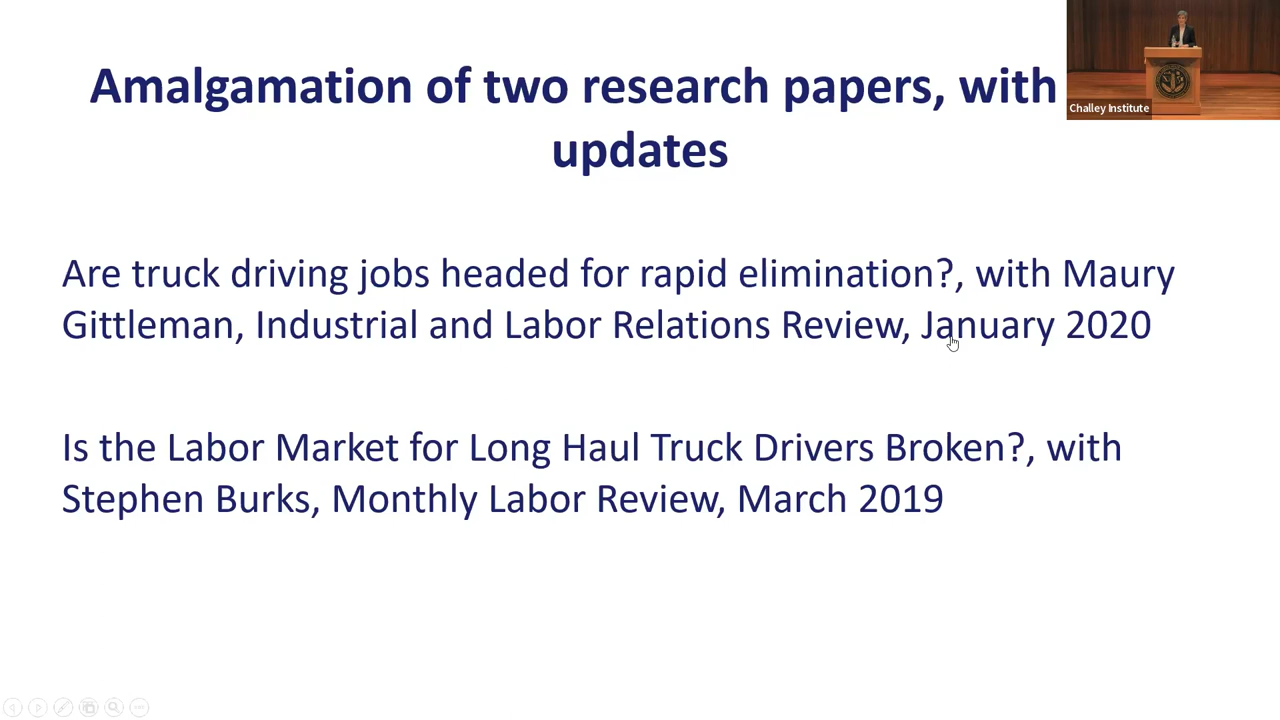 Amalgamation of two research papers, with
updates
Challey Institute
Are truck driving jobs headed for rapid elimination?, with Maury
Gittleman, Industrial and Labor Relations Review, January 2020
Is the Labor Market for Long Haul Truck Drivers Broken?, with
Stephen Burks, Monthly Labor Review, March 2019